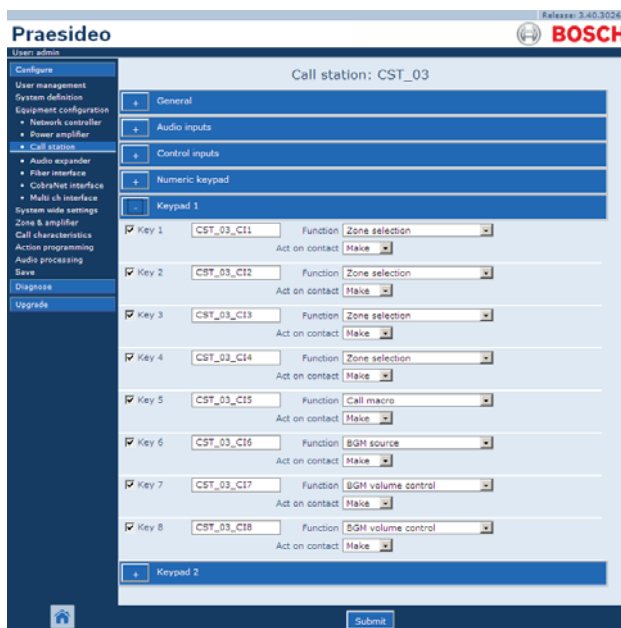 Release: 3.40.3026
Praesideo
BOSCH
User: admin
Configure
User management
System definition
Equipment configuration
Network controller
Power amplifier
Call station
Audio expander
Fiber interface
CobraNet interface
Multi ch interface
System wide settings
Zone & amplifier
Call characteristics
Action programming
Audio processing
Save
Diagnose
Upgrade
Call station: CST_03
+ General
+ Audio inputs
+ Control inputs
+ Numeric keypad
- Keypad 1
Key 1 CST_03_CI1 Function Zone selection
Act on contact Make
Key 2 CST_03_CI2 Function Zone selection
Act on contact Make
Key 3 CST_03_CI3 Function Zone selection
Act on contact Make
Key 4 CST_03_CI4 Function Zone selection
Act on contact Make
Key 5 CST_03_CI5 Function Call macro
Act on contact Make
Key 6 CST_03_CI6 Function BGM source
Act on contact Make
Key 7 CST_03_CI7 Function BGM volume control
Act on contact Make
Key 8 CST_03_CI8 Function BGM volume control
Act on contact Make
+ Keypad 2
Submit